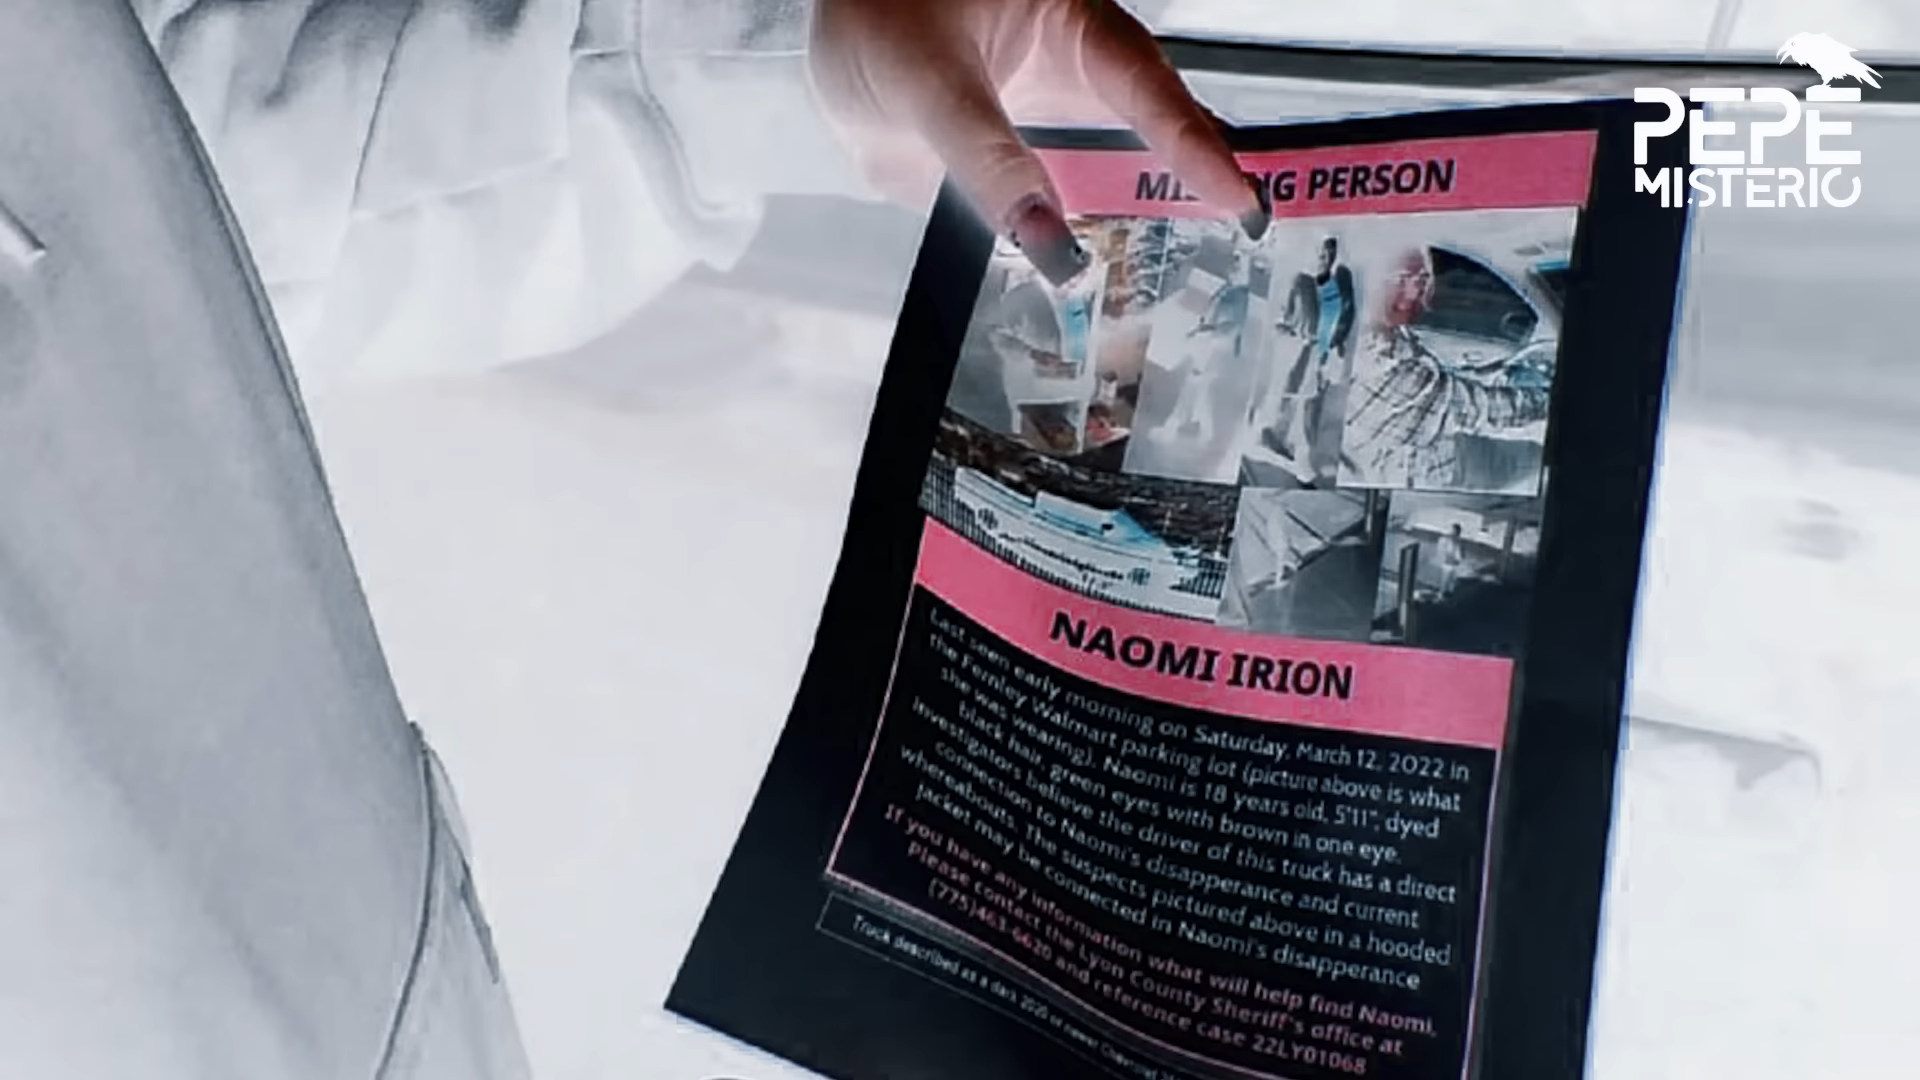 PEPE
MISTERIO
MIS NG PERSON
NAOMI IRION
Last seen early morning on Saturday, March 12, 2022 in
the Fernley Walmart parking lot (picture above is what
she was wearing). Naomi is 18 years old, 5'11", dyed
black hair, green eyes with brown in one eye.
Investigators believe the driver of this truck has a direct
connection to Naomi's disapperance and current
whereabouts. The suspects pictured above in a hooded
jacket may be connected in Naomi's disapperance
If you have any information what will help find Naomi,
please contact the Lyon County Sheriff's office at
(775)463-6620 and reference case 22LY01068
Truck described as a dark 2020 or newer Chevrolet